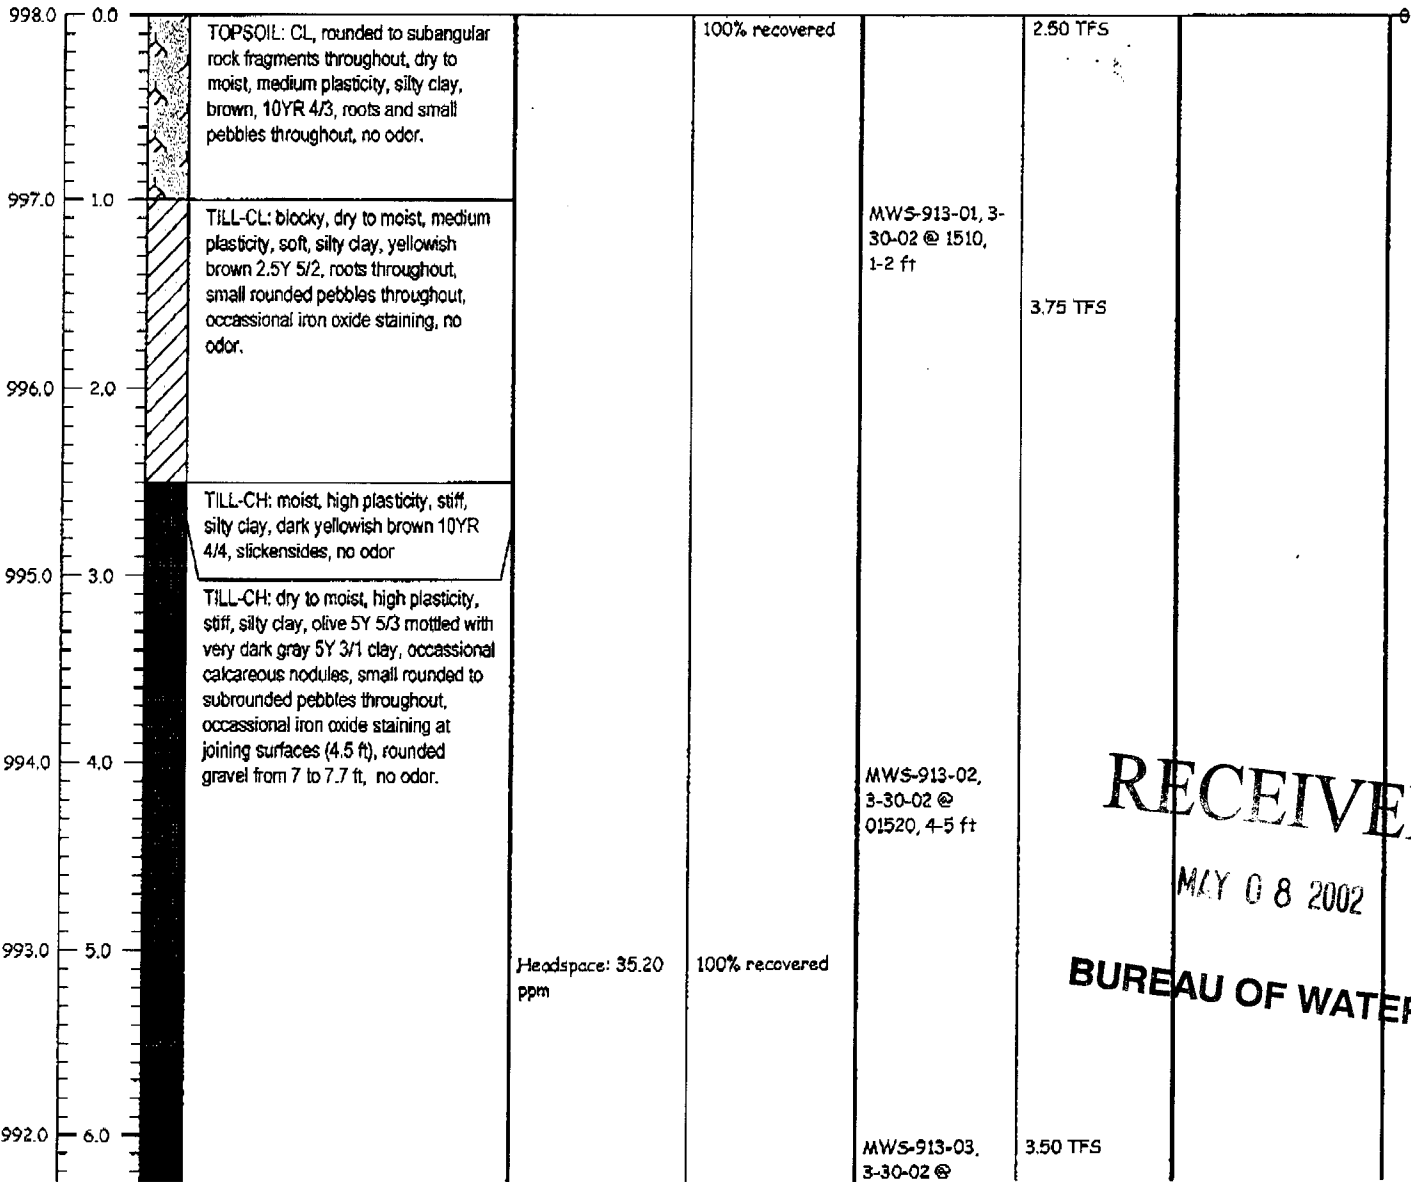 998.0
0.0
TOPSOIL: CL, rounded to subangular
rock fragments throughout, dry to
moist, medium plasticity, silty clay,
brown, 10YR 4/3, roots and small
pebbles throughout, no odor.
100% recovered
2.50 TFS
0
997.0
1.0
TILL-CL: blocky, dry to moist, medium
plasticity, soft, silty clay, yellowish
brown 2.5Y 5/2, roots throughout,
small rounded pebbles throughout,
occassional iron oxide staining, no
odor.
MWS-913-01, 3-
30-02 @ 1510,
1-2 ft
3.75 TFS
996.0
2.0
TILL-CH: moist, high plasticity, stiff,
silty clay, dark yellowish brown 10YR
4/4, slickensides, no odor
995.0
3.0
TILL-CH: dry to moist, high plasticity,
stiff, silty clay, olive 5Y 5/3 mottled with
very dark gray 5Y 3/1 clay, occassional
calcareous nodules, small rounded to
subrounded pebbles throughout,
occassional iron oxide staining at
joining surfaces (4.5 ft), rounded
gravel from 7 to 7.7 ft, no odor.
994.0
4.0
MWS-913-02,
3-30-02 @
01520, 4-5 ft
RECEIVE
MAY 08 2002
BUREAU OF WATER
993.0
5.0
Headspace: 35.20
ppm
100% recovered
992.0
6.0
MWS-913-03,
3-30-02 @
3.50 TFS